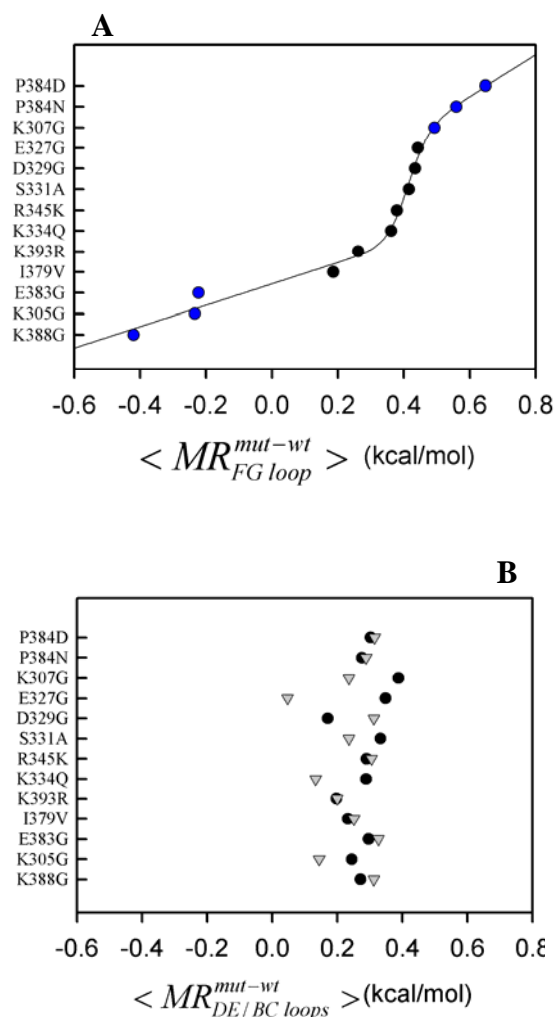 A
P384D
P384N
K307G
E327G
D329G
S331A
R345K
K334Q
K393R
I379V
E383G
K305G
K388G
-0.6 -0.4 -0.2 0.0 0.2 0.4 0.6 0.8
< MR^{mut-wt}_{FG loop} > (kcal/mol)
B
P384D
P384N
K307G
E327G
D329G
S331A
R345K
K334Q
K393R
I379V
E383G
K305G
K388G
-0.6 -0.4 -0.2 0.0 0.2 0.4 0.6 0.8
< MR^{mut-wt}_{DE/BC loops} > (kcal/mol)